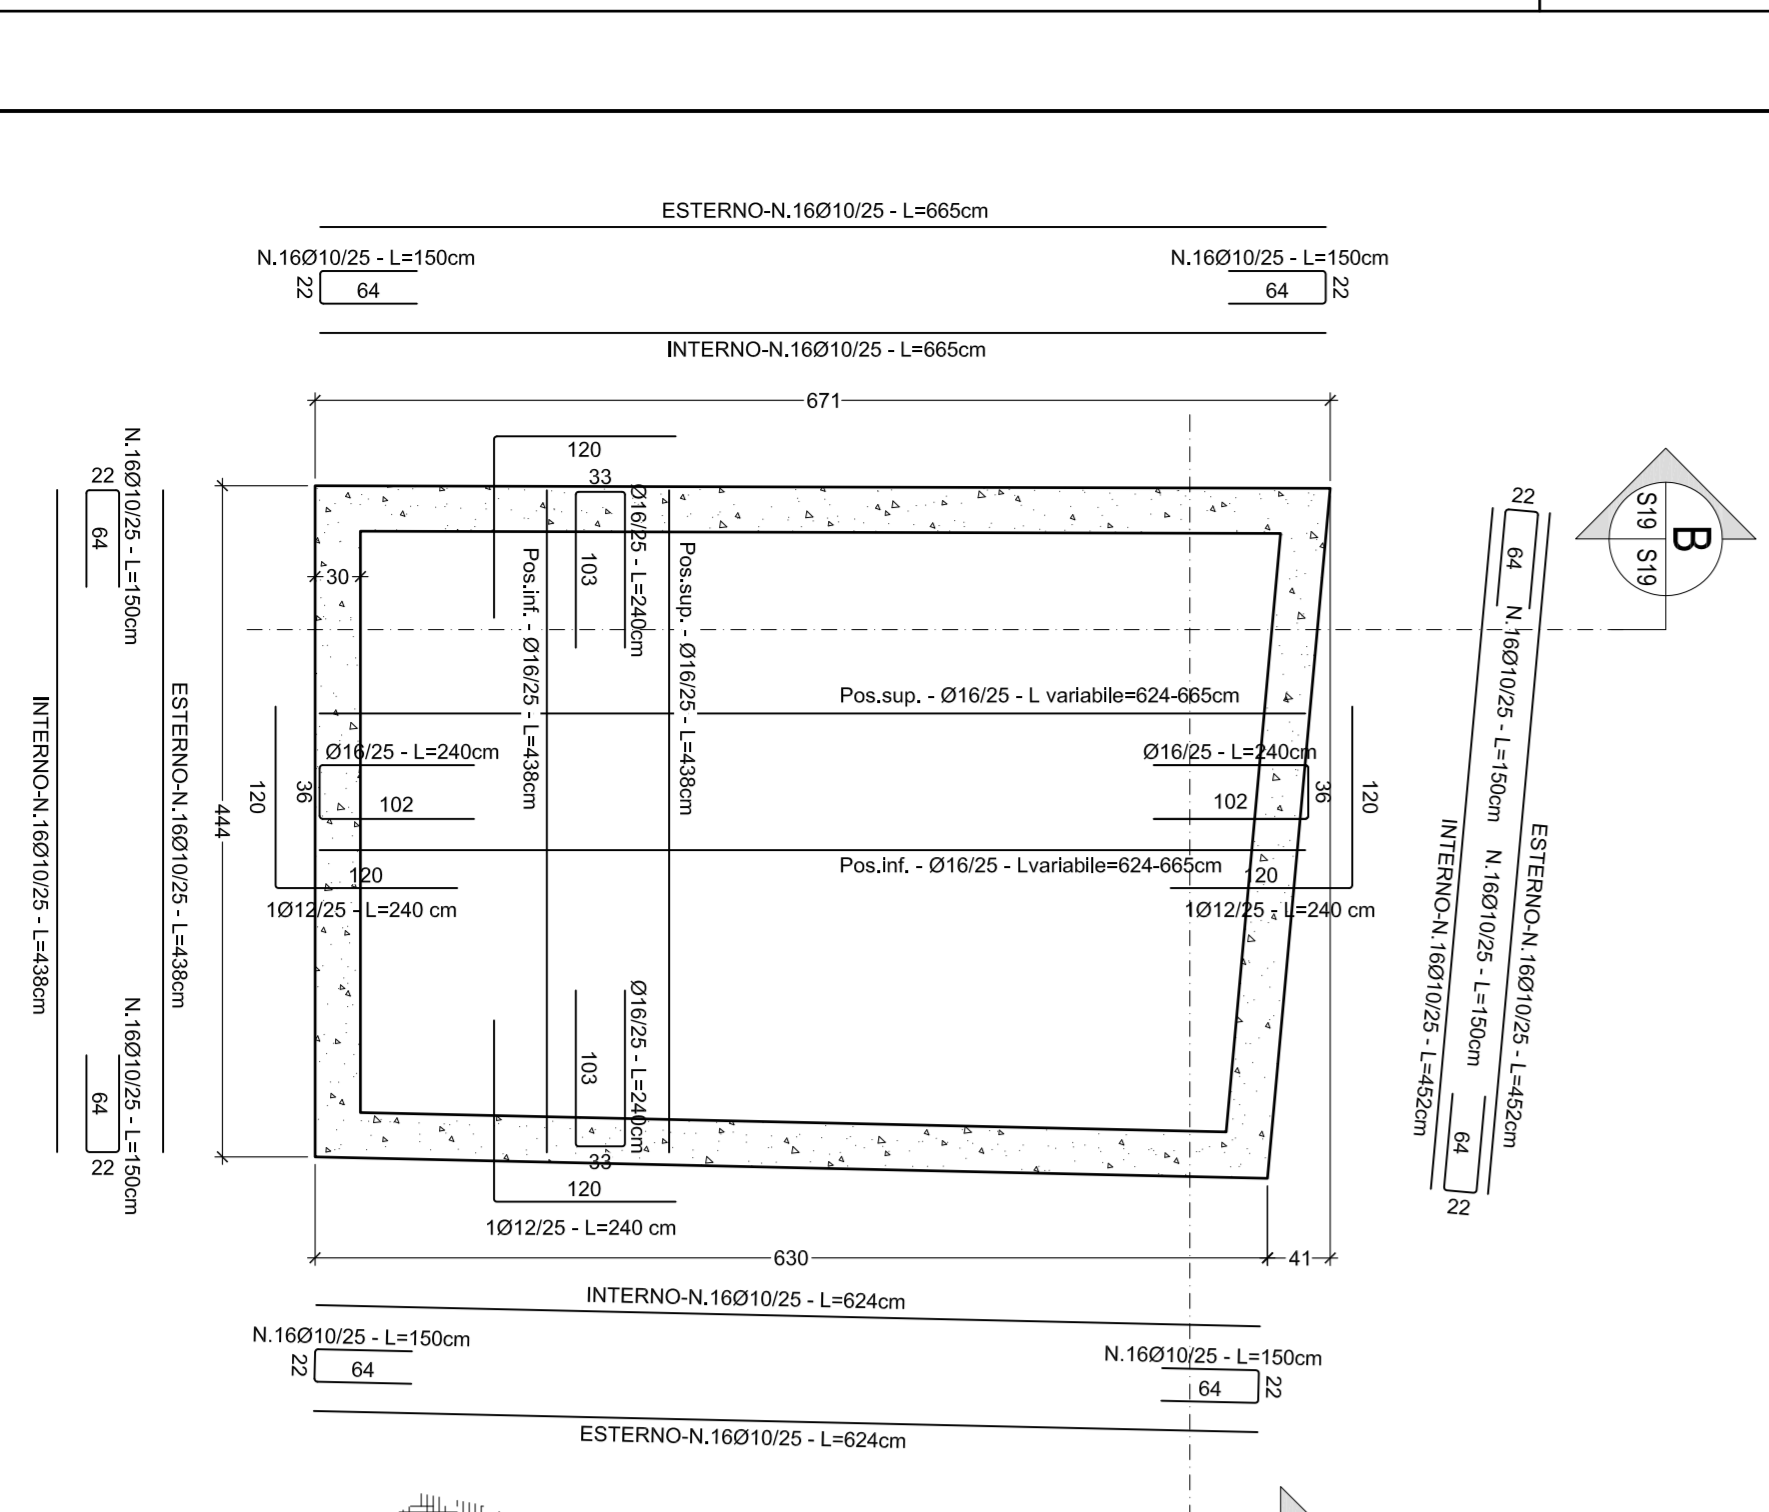 ESTERNO-N.16Ø10/25 - L=665cm
N.16Ø10/25 - L=150cm
N.16Ø10/25 - L=150cm
22
64
64
22
INTERNO-N.16Ø10/25 - L=665cm
671
120
33
Ø16/25 - L=240cm
103
Pos.inf. - Ø16/25 - L=438cm
Pos.sup. - Ø16/25 - L=438cm
30
22
64
N.16Ø10/25 - L=150cm
ESTERNO-N.16Ø10/25 - L=438cm
INTERNO-N.16Ø10/25 - L=438cm
N.16Ø10/25 - L=150cm
64
22
444
Pos.sup. - Ø16/25 - L variabile=624-665cm
Ø16/25 - L=240cm
Ø16/25 - L=240cm
120
36
102
102
36
120
Pos.inf. - Ø16/25 - Lvariabile=624-665cm
120
120
1Ø12/25 - L=240 cm
1Ø12/25 - L=240 cm
Ø16/25 - L=240cm
103
33
120
1Ø12/25 - L=240 cm
630
41
22
64
N.16Ø10/25 - L=150cm
N.16Ø10/25 - L=150cm
ESTERNO-N.16Ø10/25 - L=452cm
INTERNO-N.16Ø10/25 - L=452cm
64
22
B
S19
S19
INTERNO-N.16Ø10/25 - L=624cm
N.16Ø10/25 - L=150cm
N.16Ø10/25 - L=150cm
22
64
64
22
ESTERNO-N.16Ø10/25 - L=624cm